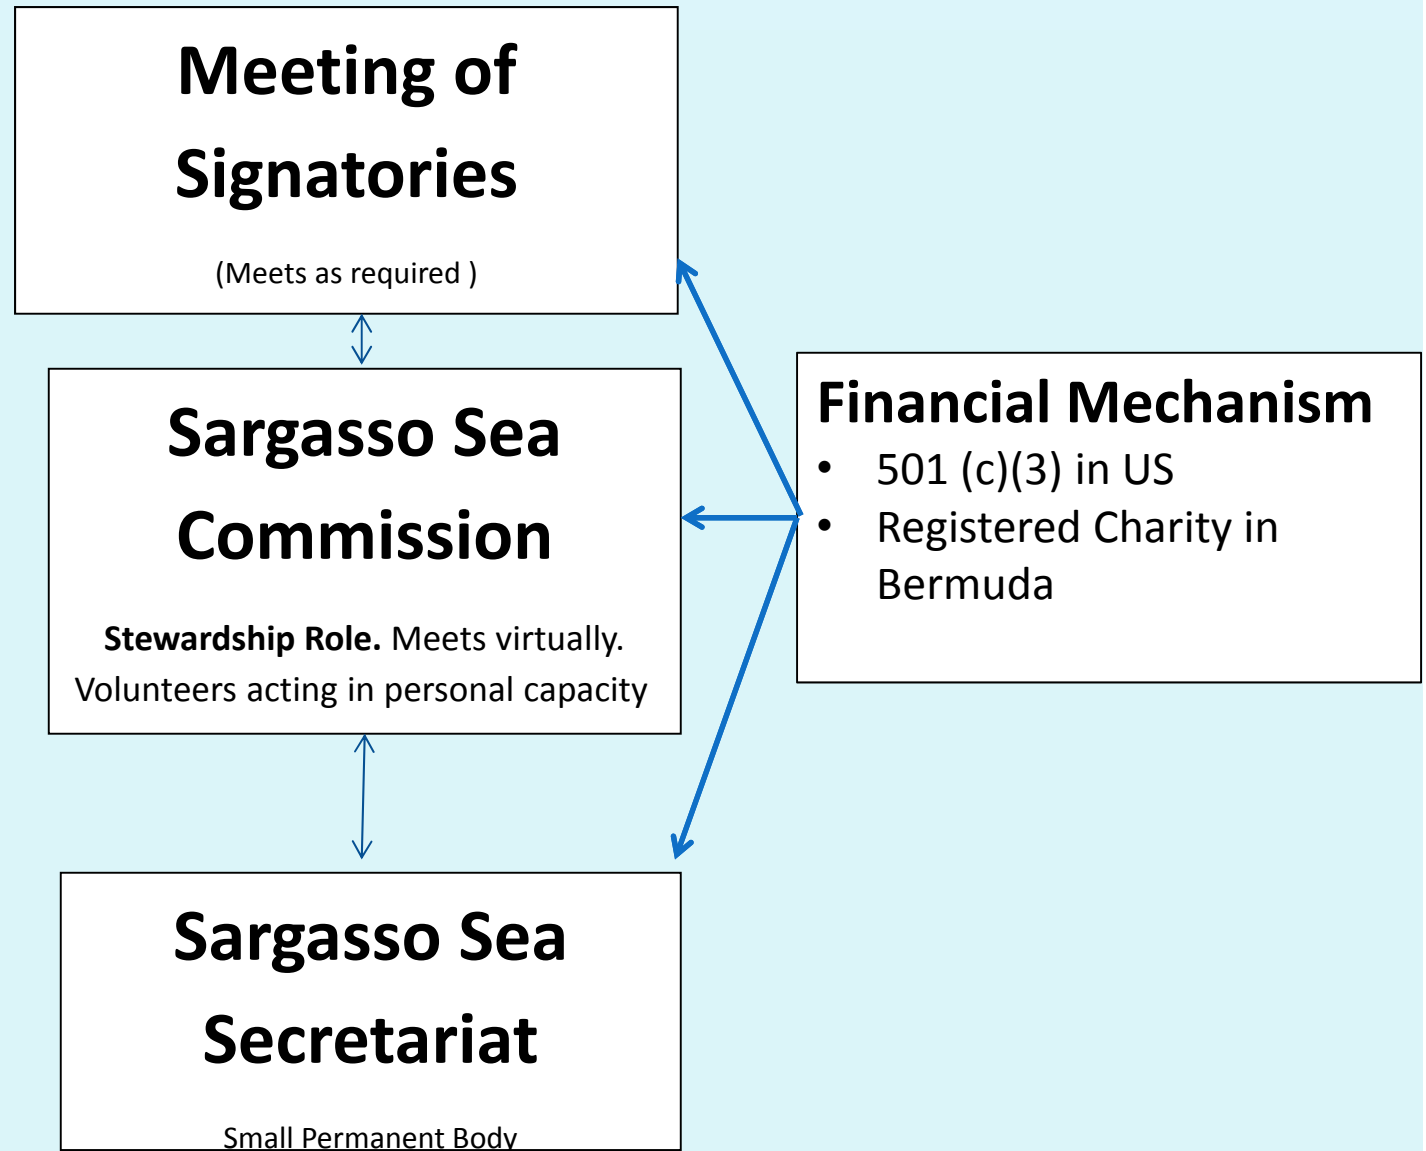 Meeting of
Signatories
(Meets as required )
Sargasso Sea
Commission
Stewardship Role. Meets virtually.
Volunteers acting in personal capacity
Sargasso Sea
Secretariat
Small Permanent Body
Financial Mechanism
• 501 (c)(3) in US
• Registered Charity in
Bermuda